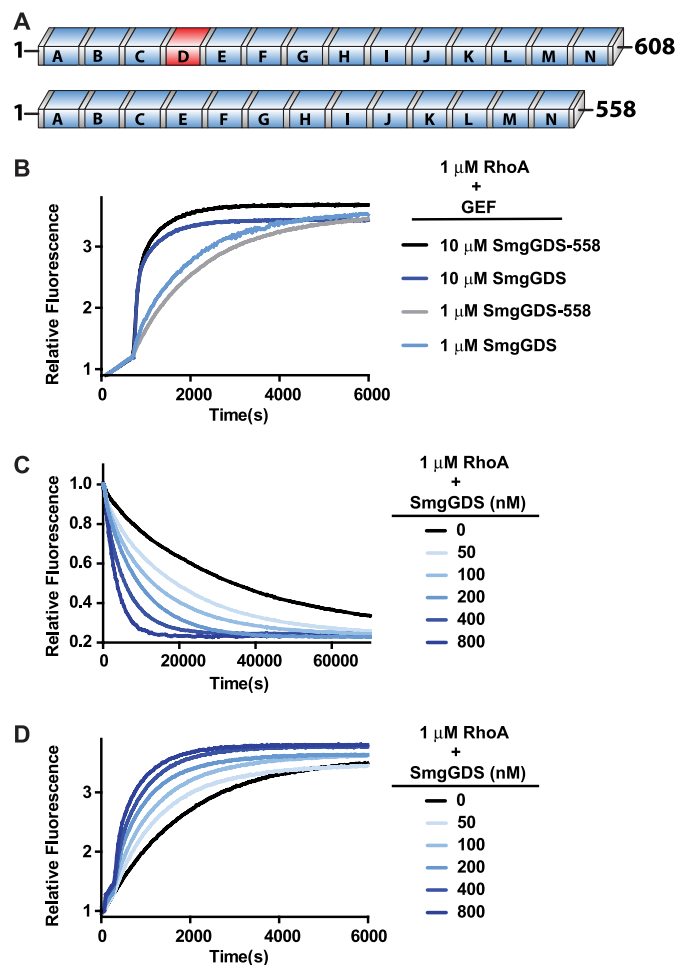 A
1 A B C D E F G H I J K L M N 608
1 A B C E F G H I J K L M N 558
B
Relative Fluorescence
3
2
1
0 2000 4000 6000
Time(s)
1 μM RhoA
+
GEF
10 μM SmgGDS-558
10 μM SmgGDS
1 μM SmgGDS-558
1 μM SmgGDS
C
Relative Fluorescence
1.0
0.8
0.6
0.4
0.2
0 20000 40000 60000
Time(s)
1 μM RhoA
+
SmgGDS (nM)
0
50
100
200
400
800
D
Relative Fluorescence
3
2
1
0 2000 4000 6000
Time(s)
1 μM RhoA
+
SmgGDS (nM)
0
50
100
200
400
800